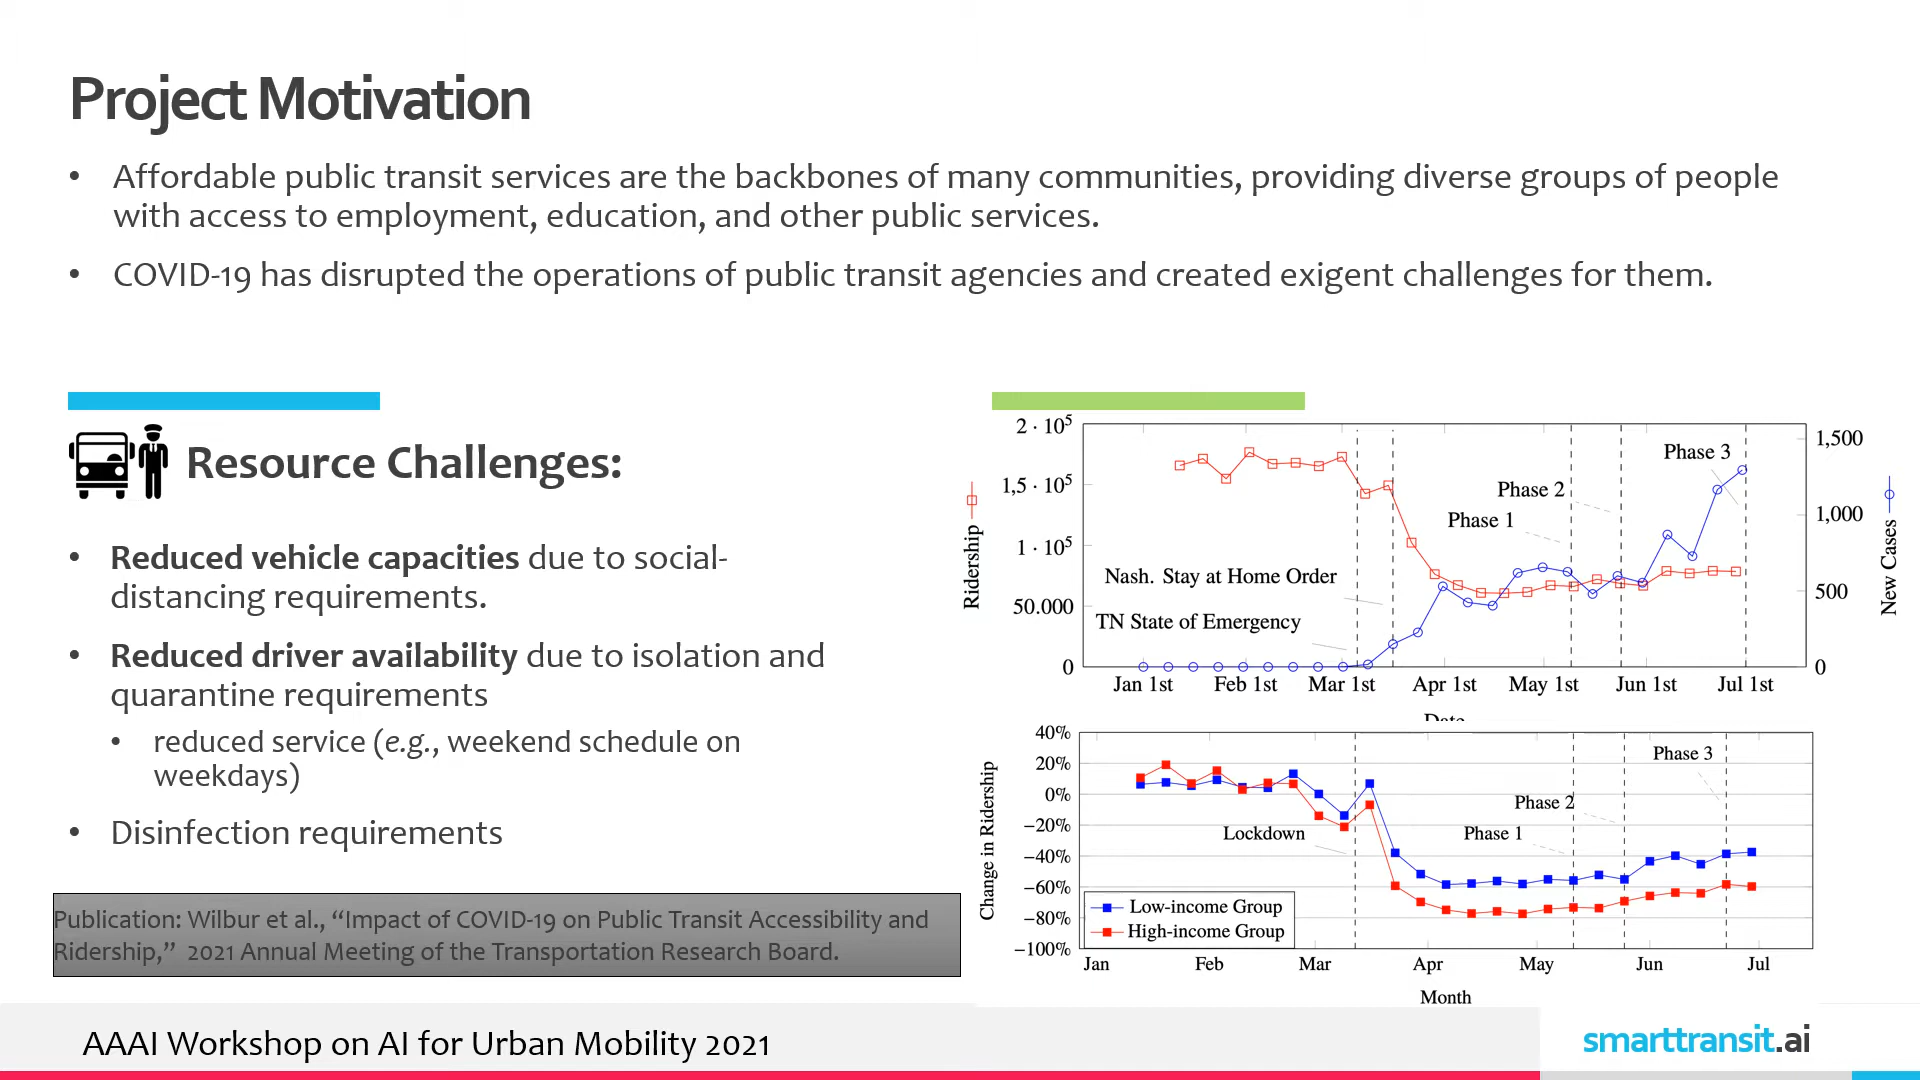 Project Motivation
• Affordable public transit services are the backbones of many communities, providing diverse groups of people
with access to employment, education, and other public services.
• COVID-19 has disrupted the operations of public transit agencies and created exigent challenges for them.
Resource Challenges:
• Reduced vehicle capacities due to social-
distancing requirements.
• Reduced driver availability due to isolation and
quarantine requirements
• reduced service (e.g., weekend schedule on
weekdays)
• Disinfection requirements
Publication: Wilbur et al., “Impact of COVID-19 on Public Transit Accessibility and
Ridership,” 2021 Annual Meeting of the Transportation Research Board.
2 · 10⁵
1,5 · 10⁵
1 · 10⁵
50.000
0
Ridership
1,500
1,000
500
0
New Cases
Phase 3
Phase 2
Phase 1
Nash. Stay at Home Order
TN State of Emergency
Jan 1st Feb 1st Mar 1st Apr 1st May 1st Jun 1st Jul 1st
Date
40%
20%
0%
−20%
−40%
−60%
−80%
−100%
Change in Ridership
Phase 3
Phase 2
Phase 1
Lockdown
Low-income Group
High-income Group
Jan Feb Mar Apr May Jun Jul
Month
AAAI Workshop on AI for Urban Mobility 2021
smarttransit.ai